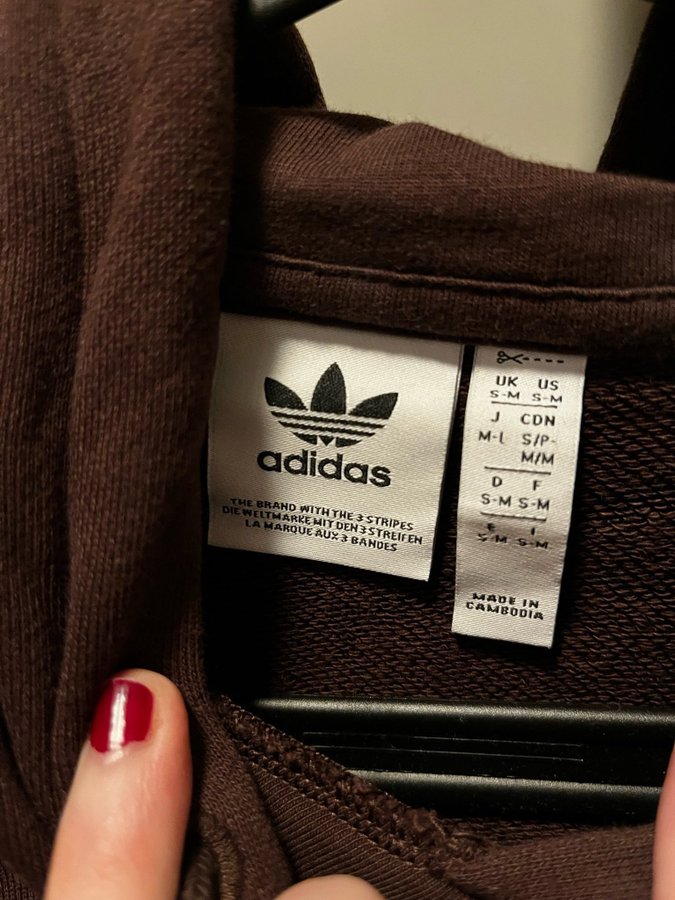 adidas
THE BRAND WITH THE 3 STRIPES
DIE WELTMARKE MIT DEN 3 STREIFEN
LA MARQUE AUX 3 BANDES
UK US
S-M S-M
J CDN
M-L S/P-
M/M
D F
S-M S-M
E I
S-M S-M
MADE IN
CAMBODIA